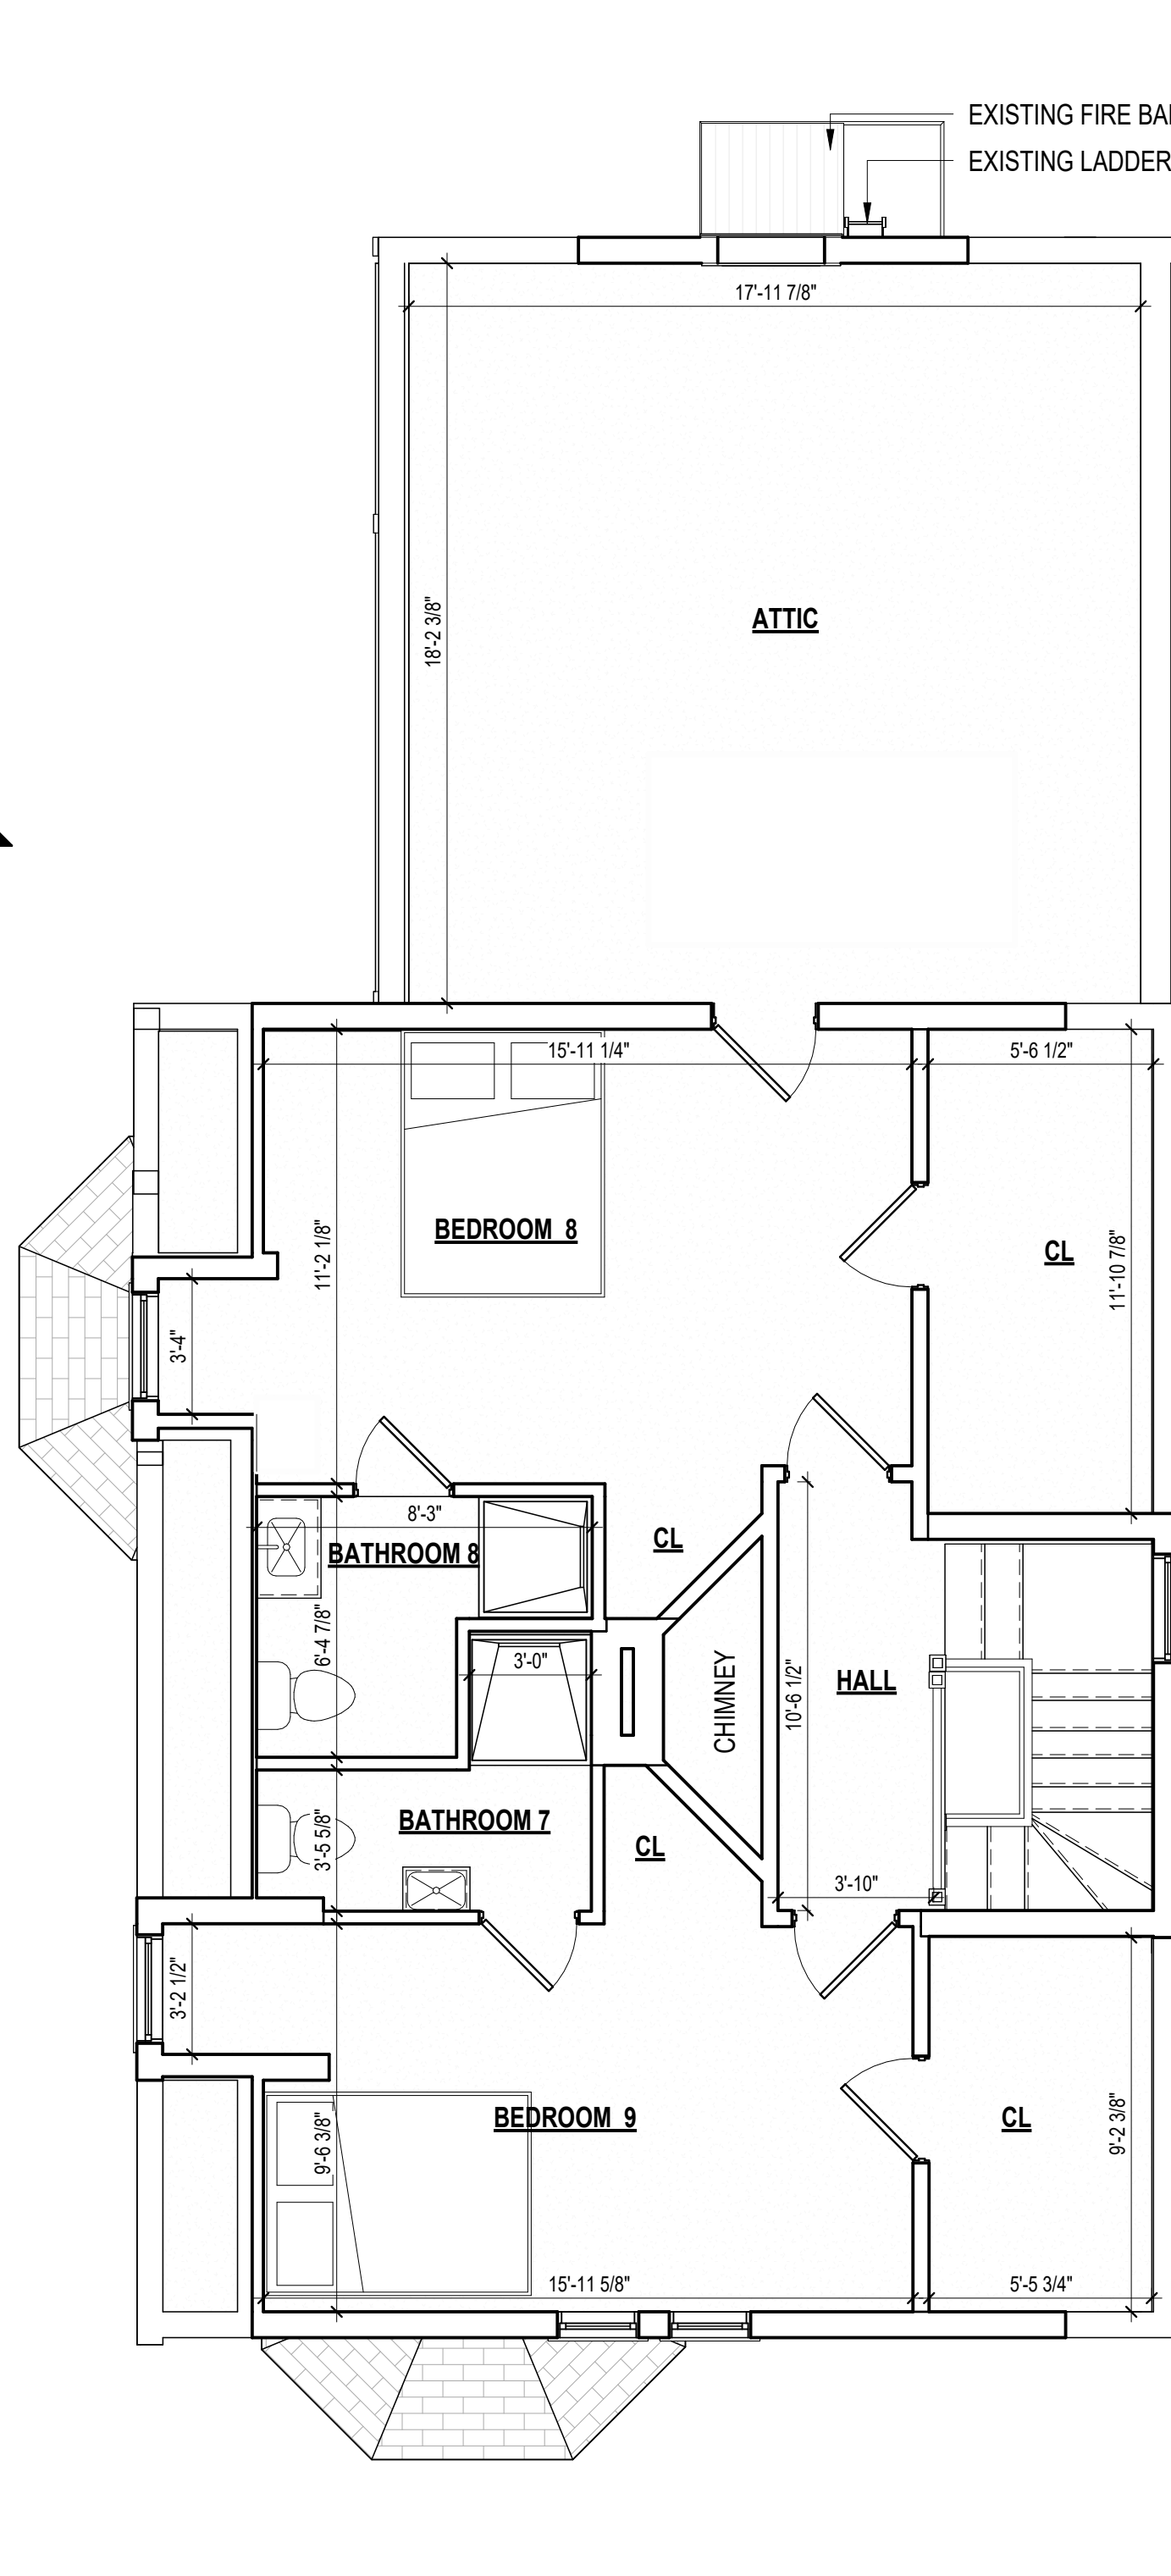 EXISTING FIRE BA
EXISTING LADDER
17'-11 7/8"
18'-2 3/8"
ATTIC
15'-11 1/4"
5'-6 1/2"
BEDROOM 8
11'-2 1/8"
CL
11'-10 7/8"
3'-4"
8'-3"
BATHROOM 8
CL
6'-4 7/8"
3'-0"
CHIMNEY
10'-6 1/2"
HALL
BATHROOM 7
3'-5 5/8"
CL
3'-10"
3'-2 1/2"
BEDROOM 9
CL
9'-6 3/8"
9'-2 3/8"
15'-11 5/8"
5'-5 3/4"